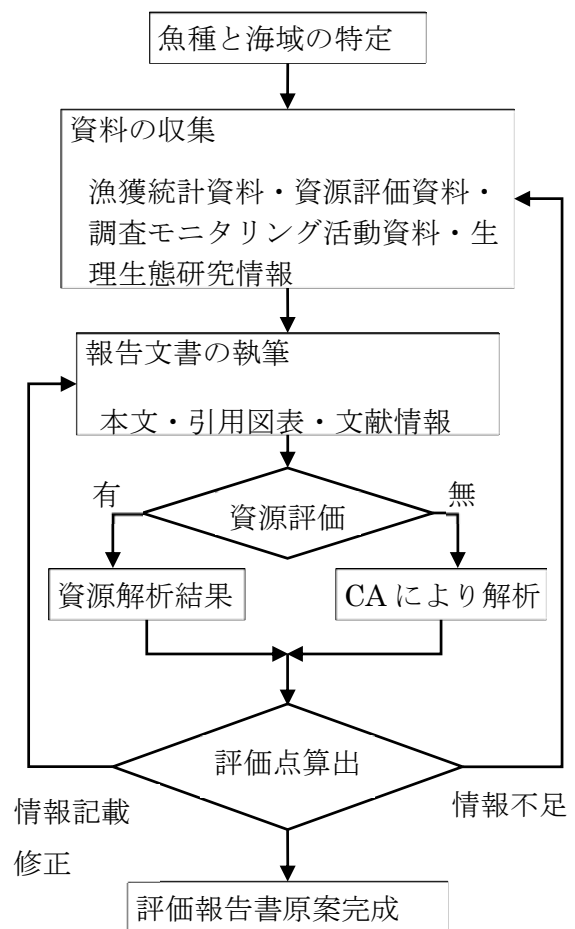 魚種と海域の特定
資料の収集
漁獲統計資料・資源評価資料・
調査モニタリング活動資料・生
理生態研究情報
報告文書の執筆
本文・引用図表・文献情報
有
資源評価
無
資源解析結果
CA により解析
評価点算出
情報記載
修正
情報不足
評価報告書原案完成